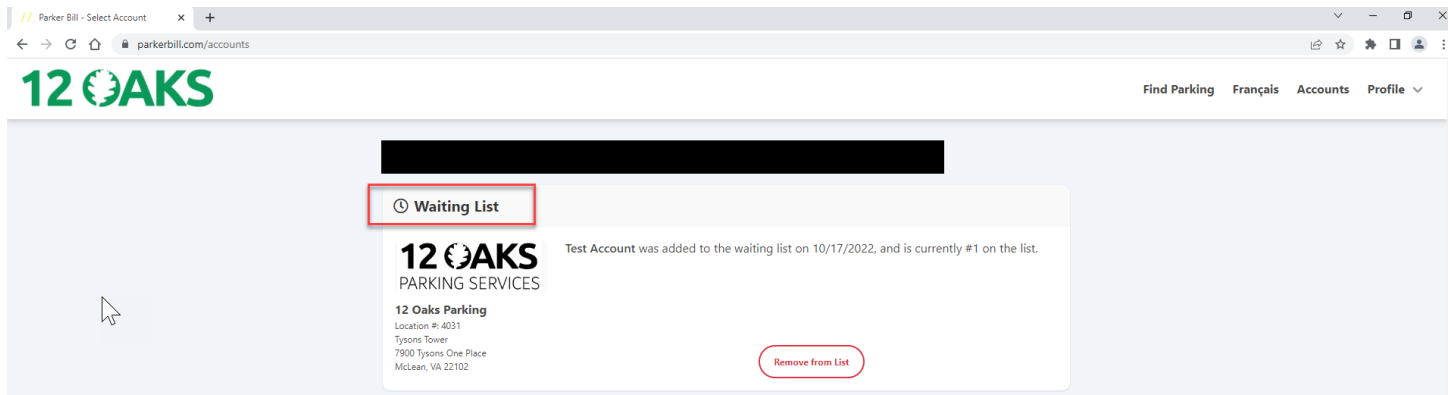 // Parker Bill - Select Account
parkerbill.com/accounts
12 OAKS
Find Parking Français Accounts Profile
Waiting List
12 OAKS
PARKING SERVICES
Test Account was added to the waiting list on 10/17/2022, and is currently #1 on the list.
12 Oaks Parking
Location #: 4031
Tysons Tower
7900 Tysons One Place
McLean, VA 22102
Remove from List